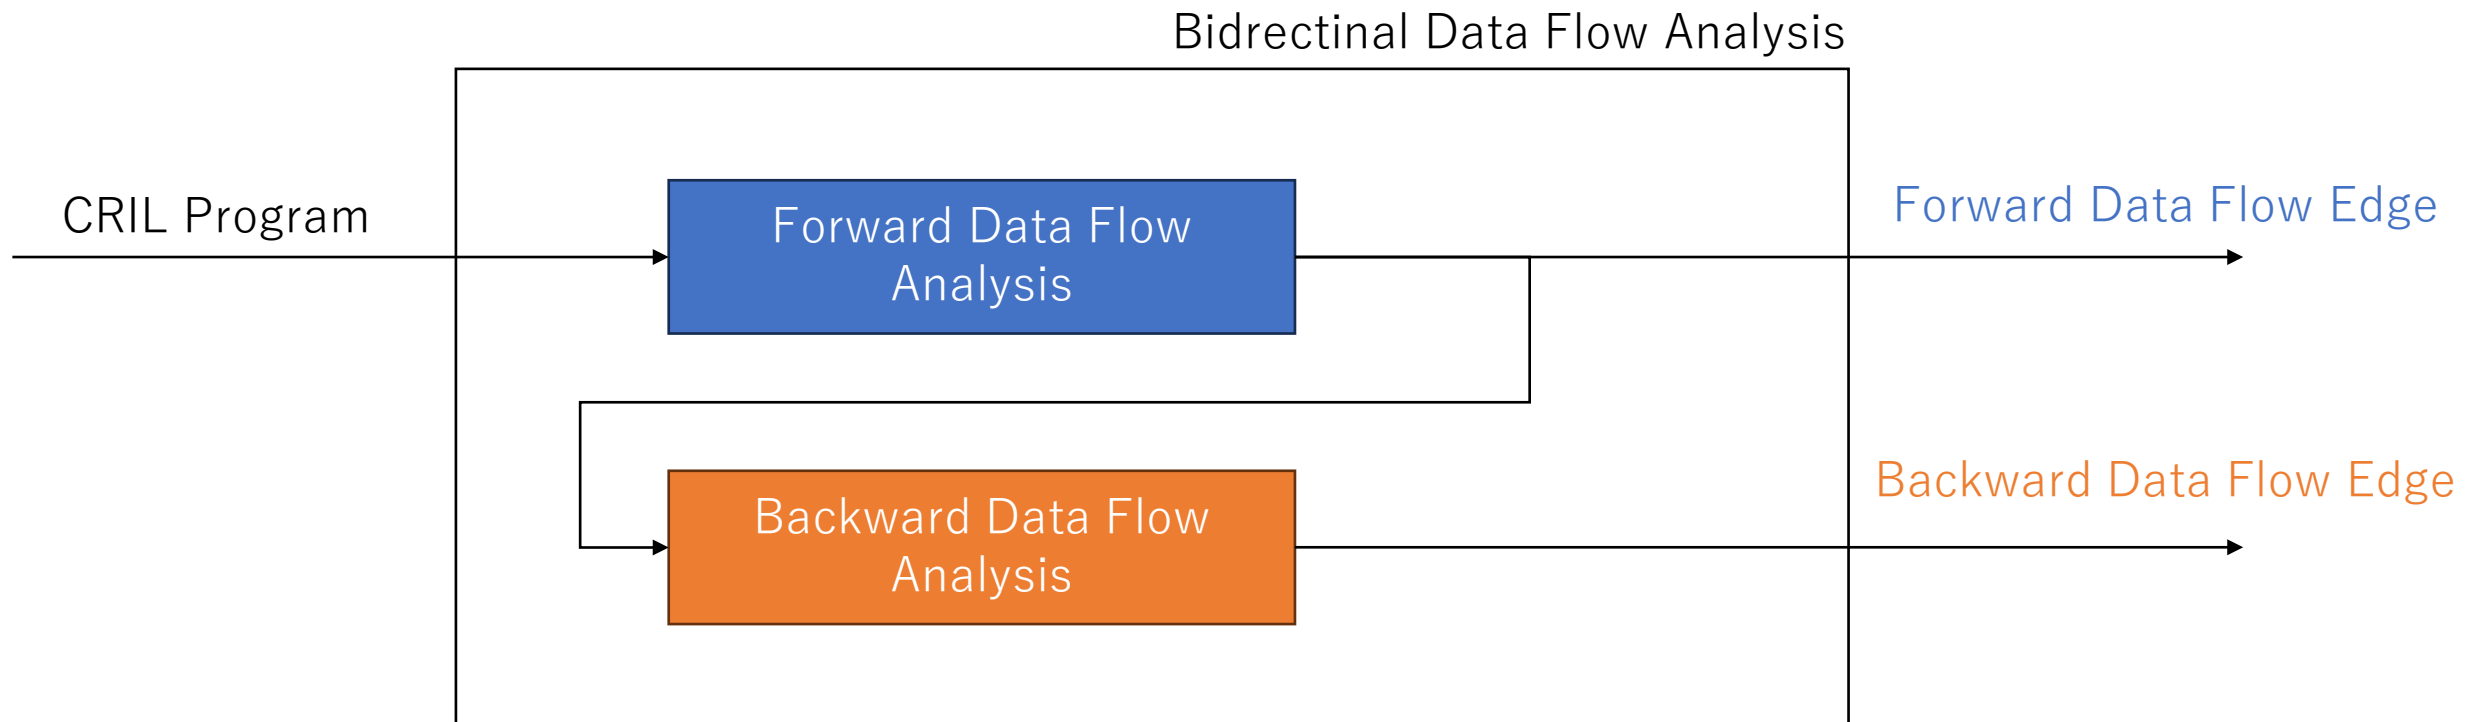 Bidrectinal Data Flow Analysis
CRIL Program
Forward Data Flow
Analysis
Forward Data Flow Edge
Backward Data Flow
Analysis
Backward Data Flow Edge